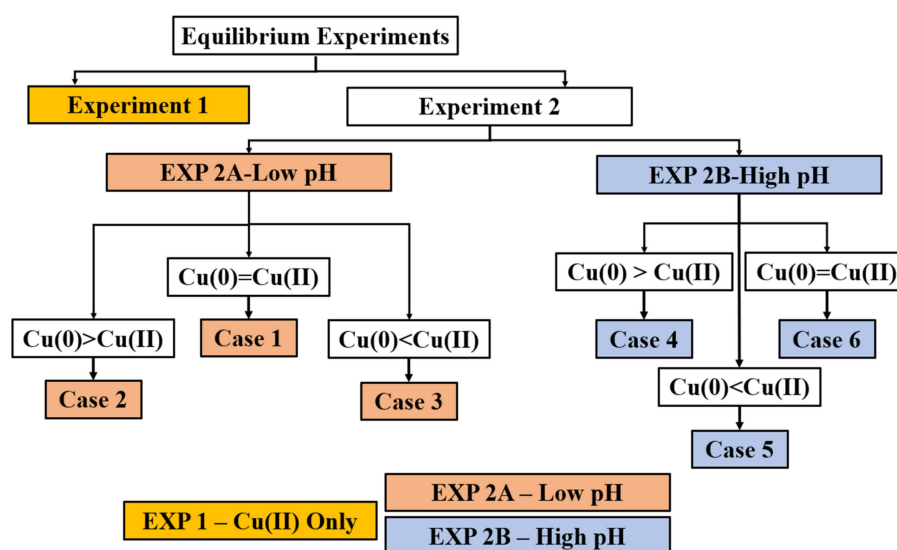 Equilibrium Experiments
Experiment 1
Experiment 2
EXP 2A-Low pH
EXP 2B-High pH
Cu(0)=Cu(II)
Cu(0) > Cu(II)
Cu(0)=Cu(II)
Cu(0)>Cu(II)
Case 1
Cu(0)<Cu(II)
Case 4
Case 6
Case 2
Case 3
Cu(0)<Cu(II)
Case 5
EXP 1 – Cu(II) Only
EXP 2A – Low pH
EXP 2B – High pH